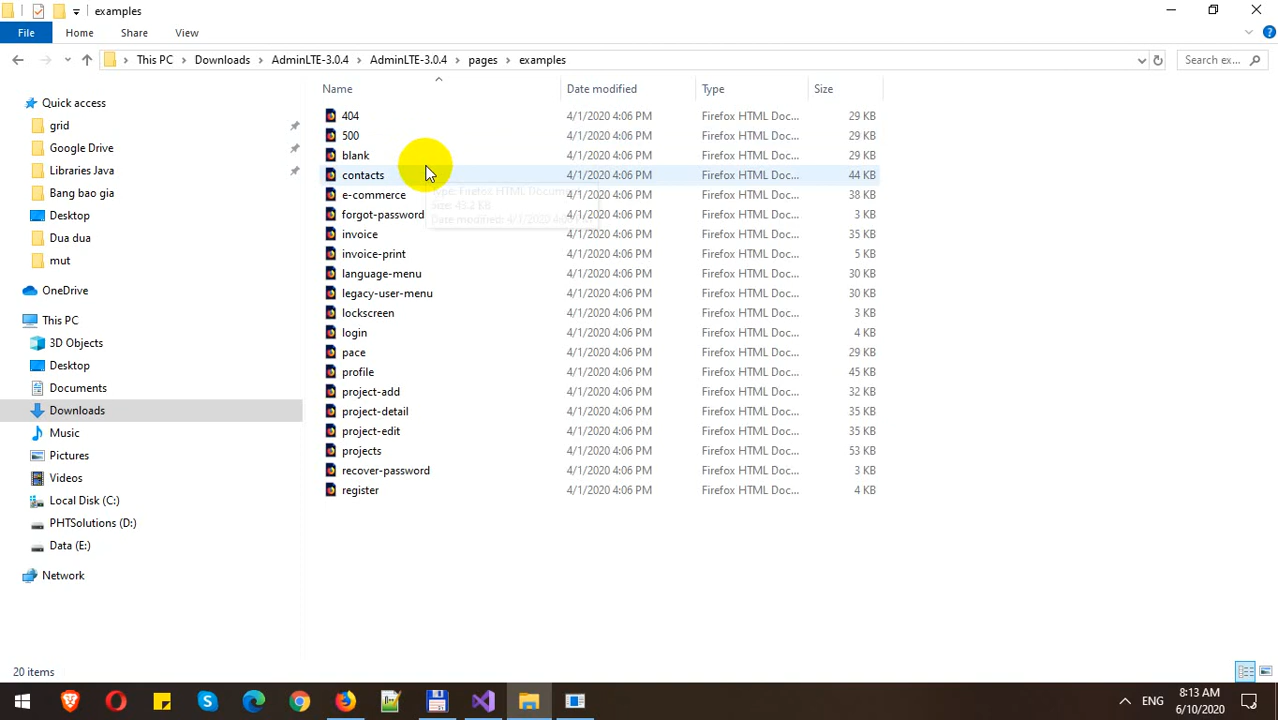 examples
File Home Share View
This PC Downloads AdminLTE-3.0.4 AdminLTE-3.0.4 pages examples Search ex...
Name Date modified Type Size
Quick access
grid
Google Drive
Libraries Java
Bang bao gia
Desktop
Dua dua
mut
OneDrive
This PC
3D Objects
Desktop
Documents
Downloads
Music
Pictures
Videos
Local Disk (C:)
PHTSolutions (D:)
Data (E:)
Network
404 4/1/2020 4:06 PM Firefox HTML Doc... 29 KB
500 4/1/2020 4:06 PM Firefox HTML Doc... 29 KB
blank 4/1/2020 4:06 PM Firefox HTML Doc... 29 KB
contacts 4/1/2020 4:06 PM Firefox HTML Doc... 44 KB
e-commerce 4/1/2020 4:06 PM Firefox HTML Doc... 38 KB
forgot-password 4/1/2020 4:06 PM Firefox HTML Doc... 3 KB
invoice 4/1/2020 4:06 PM Firefox HTML Doc... 35 KB
invoice-print 4/1/2020 4:06 PM Firefox HTML Doc... 5 KB
language-menu 4/1/2020 4:06 PM Firefox HTML Doc... 30 KB
legacy-user-menu 4/1/2020 4:06 PM Firefox HTML Doc... 30 KB
lockscreen 4/1/2020 4:06 PM Firefox HTML Doc... 3 KB
login 4/1/2020 4:06 PM Firefox HTML Doc... 4 KB
pace 4/1/2020 4:06 PM Firefox HTML Doc... 29 KB
profile 4/1/2020 4:06 PM Firefox HTML Doc... 45 KB
project-add 4/1/2020 4:06 PM Firefox HTML Doc... 32 KB
project-detail 4/1/2020 4:06 PM Firefox HTML Doc... 35 KB
project-edit 4/1/2020 4:06 PM Firefox HTML Doc... 35 KB
projects 4/1/2020 4:06 PM Firefox HTML Doc... 53 KB
recover-password 4/1/2020 4:06 PM Firefox HTML Doc... 3 KB
register 4/1/2020 4:06 PM Firefox HTML Doc... 4 KB
Type: Firefox HTML Docum
Size: 43.2 KB
Date modified: 4/1/2020 4:06
20 items
ENG
8:13 AM
6/10/2020